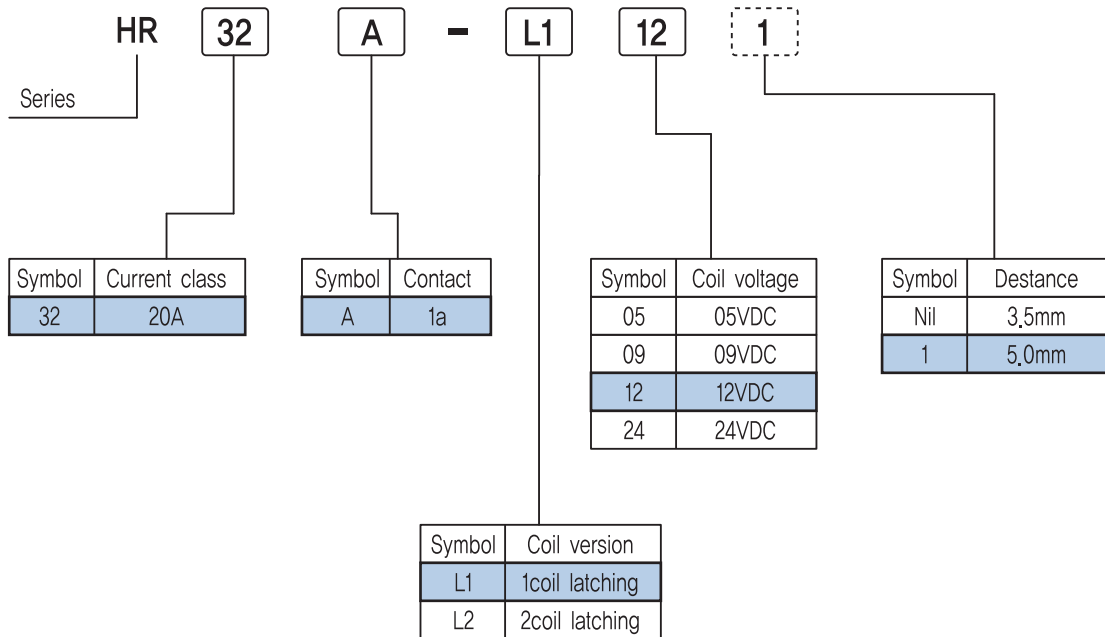 HR 32 A - L1 12 1
Series
Symbol Current class
32 20A
Symbol Contact
A 1a
Symbol Coil voltage
05 05VDC
09 09VDC
12 12VDC
24 24VDC
Symbol Destance
Nil 3.5mm
1 5.0mm
Symbol Coil version
L1 1coil latching
L2 2coil latching